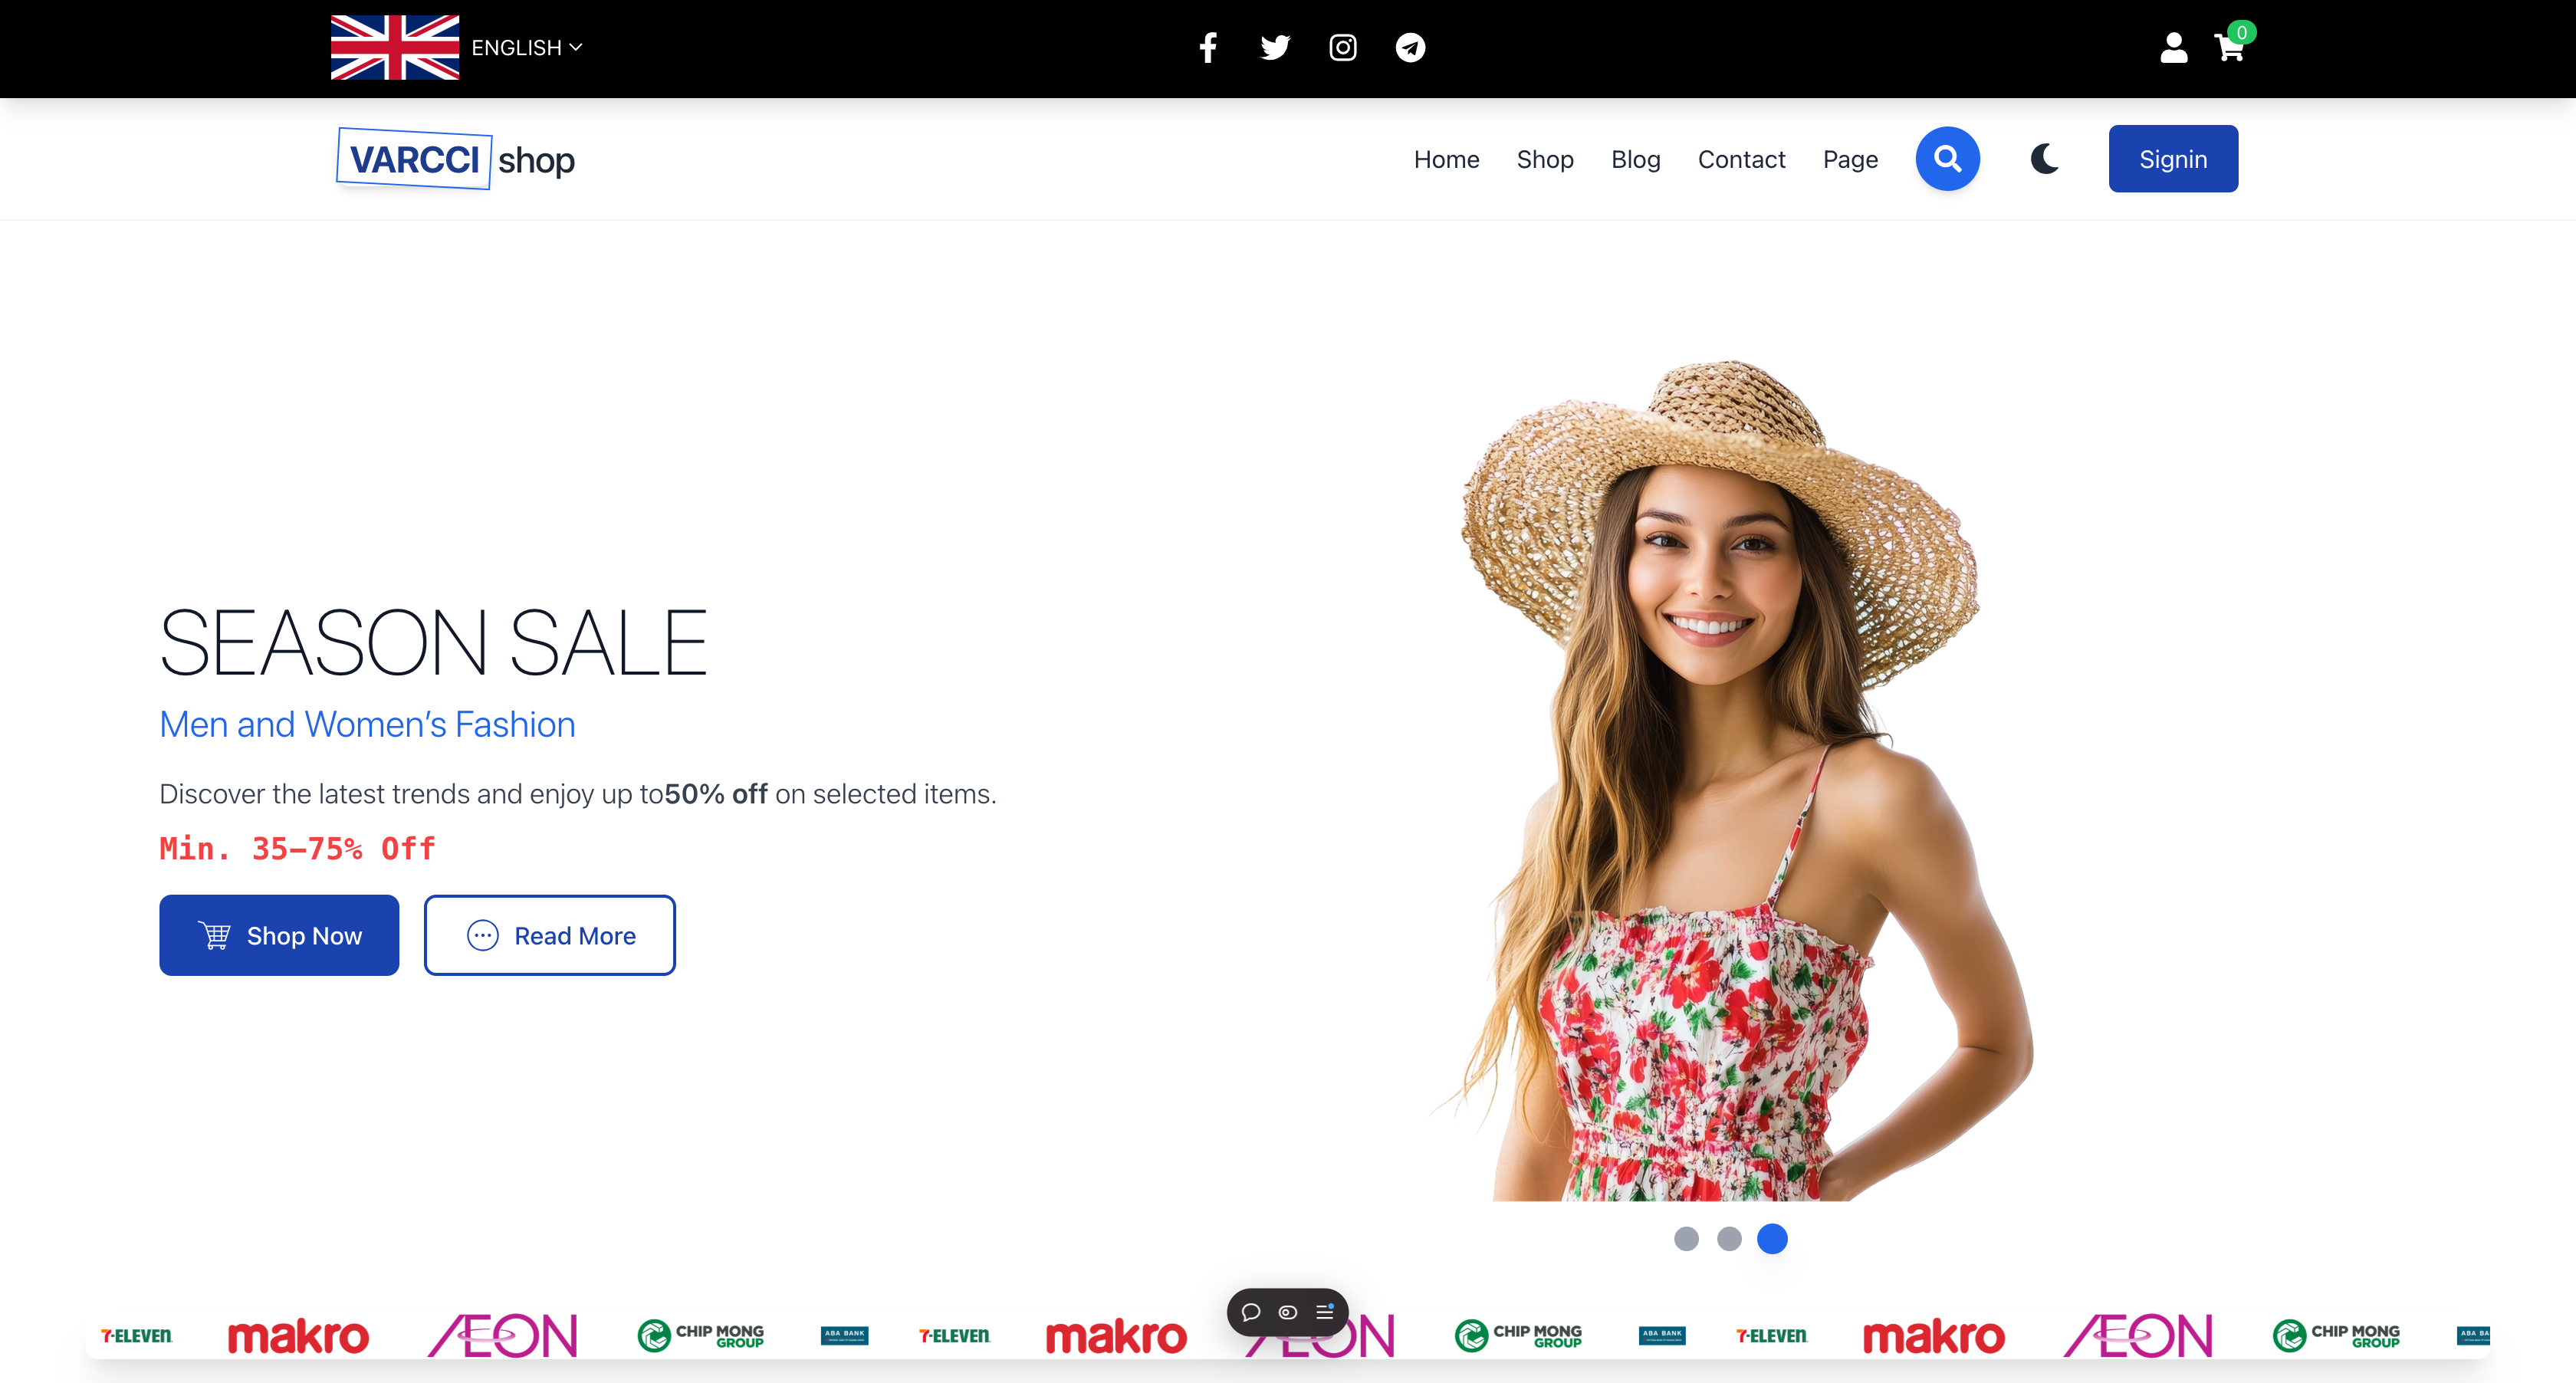 ENGLISH
0
VARCCI shop
Home Shop Blog Contact Page Signin
SEASON SALE
Men and Women’s Fashion
Discover the latest trends and enjoy up to50% off on selected items.
Min. 35–75% Off
Shop Now Read More
7-ELEVEN makro ÆON CHIP MONG GROUP ABA BANK 7-ELEVEN makro ÆON CHIP MONG GROUP ABA BANK 7-ELEVEN makro ÆON CHIP MONG GROUP ABA BA